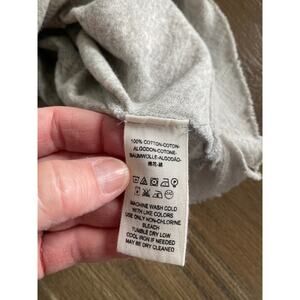 100% COTTON-COTON-
ALGODON-COTONE-
BAUMWOLLE-ALGODÃO-
MACHINE WASH COLD
WITH LIKE COLORS
USE ONLY NON-CHLORINE
BLEACH
TUMBLE DRY LOW
COOL IRON IF NEEDED
MAY BE DRY CLEANED